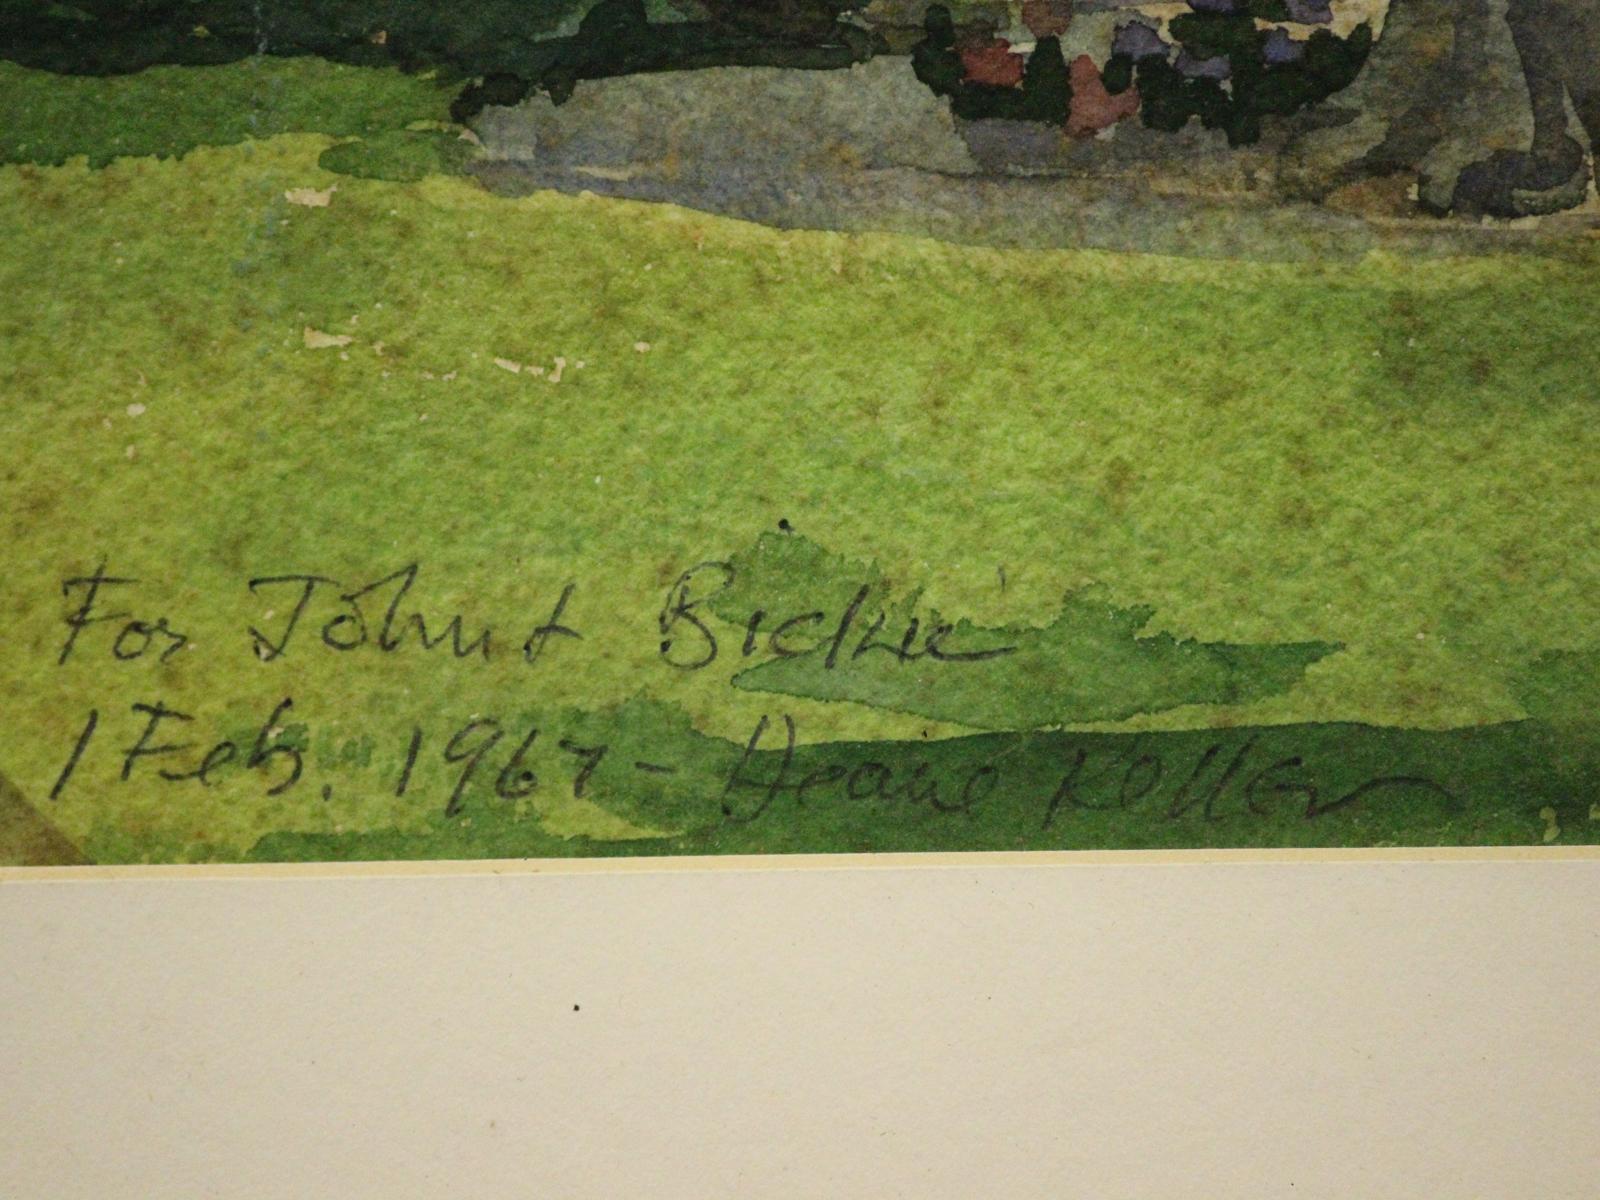 For John & Bickie
1 Feb. 1967 - Deane Keller